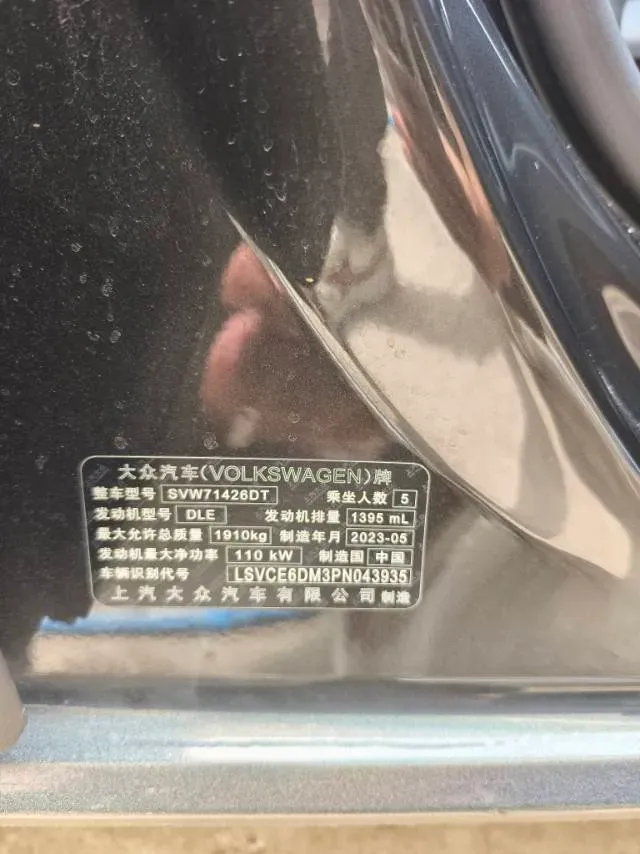 大众汽车(VOLKSWAGEN)牌
整车型号 SVW71426DT 乘坐人数 5
发动机型号 DLE 发动机排量 1395 mL
最大允许总质量 1910kg 制造年月 2023-05
发动机最大净功率 110 kW 制造国 中国
车辆识别代号 LSVCE6DM3PN043935
上汽大众汽车有限公司 制造